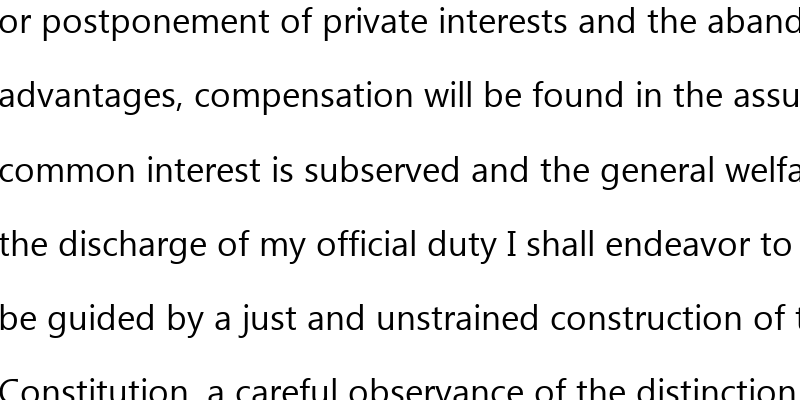 or postponement of private interests and the aband
advantages, compensation will be found in the assu
common interest is subserved and the general welfa
the discharge of my official duty I shall endeavor to
be guided by a just and unstrained construction of t
Constitution, a careful observance of the distinction